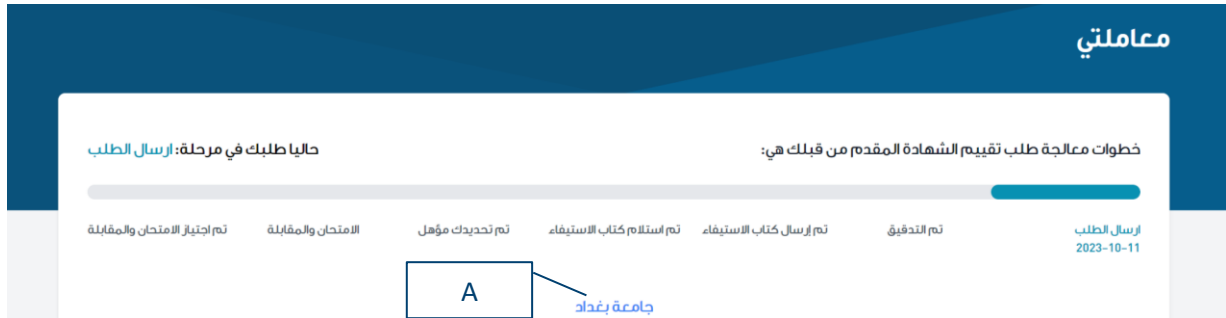 معاملتي
خطوات معالجة طلب تقييم الشهادة المقدم من قبلك هي:
حاليا طلبك في مرحلة: ارسال الطلب
ارسال الطلب
2023-10-11
تم التدقيق
تم إرسال كتاب الاستيفاء
تم استلام كتاب الاستيفاء
تم تحديدك مؤهل
الامتحان والمقابلة
تم اجتياز الامتحان والمقابلة
A
جامعة بغداد